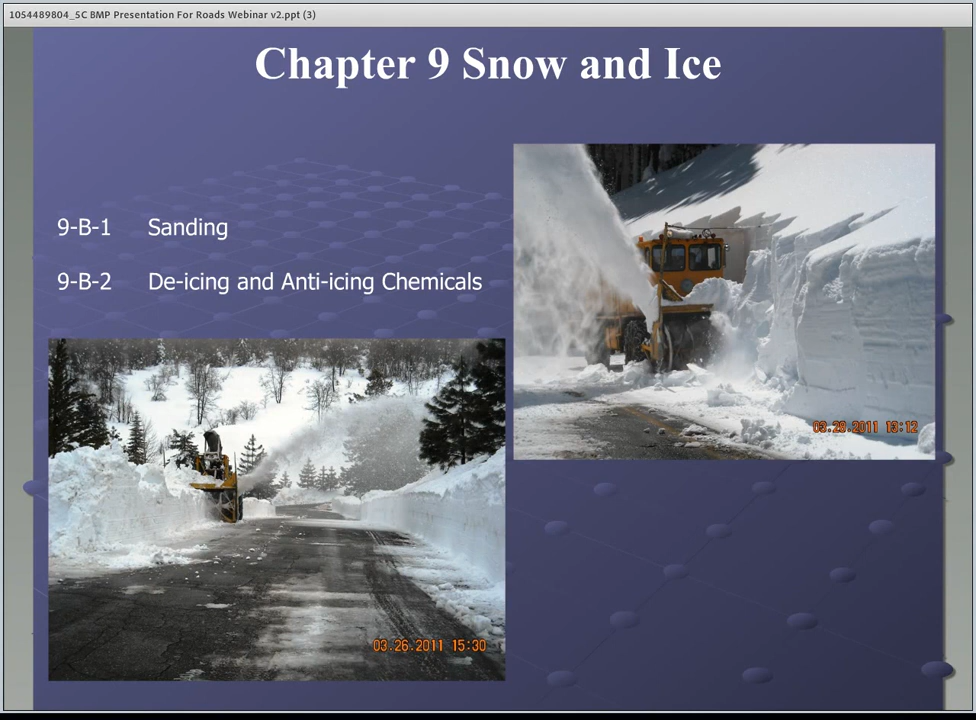 1054489804_5C BMP Presentation For Roads Webinar v2.ppt (3)
Chapter 9 Snow and Ice
9-B-1 Sanding
9-B-2 De-icing and Anti-icing Chemicals
03.28.2011 13:12
03.26.2011 15:30